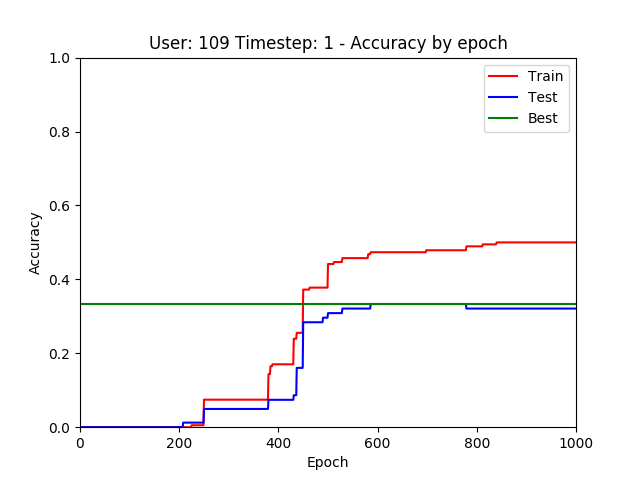 User: 109 Timestep: 1 - Accuracy by epoch
1.0
0.8
0.6
0.4
0.2
0.0
Accuracy
Train
Test
Best
0 200 400 600 800 1000
Epoch